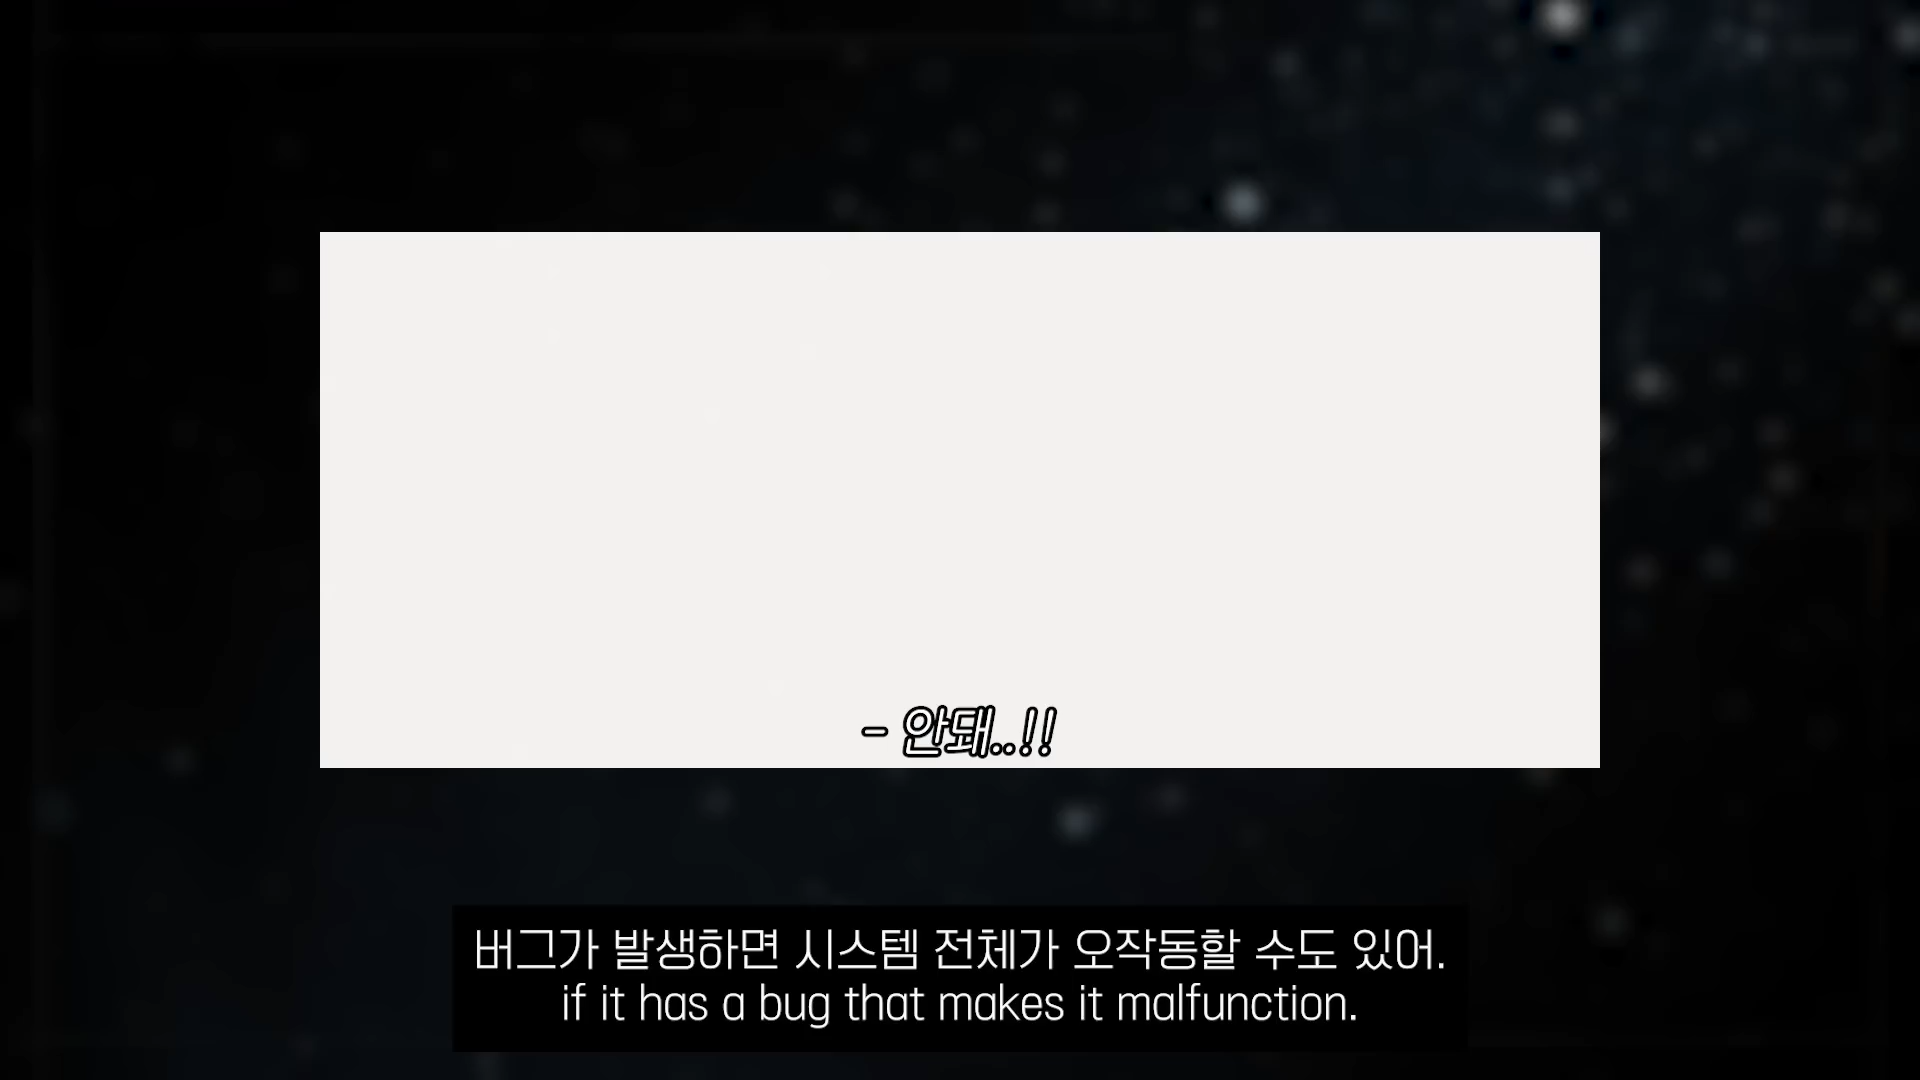 - 안돼..!!
버그가 발생하면 시스템 전체가 오작동할 수도 있어.
if it has a bug that makes it malfunction.